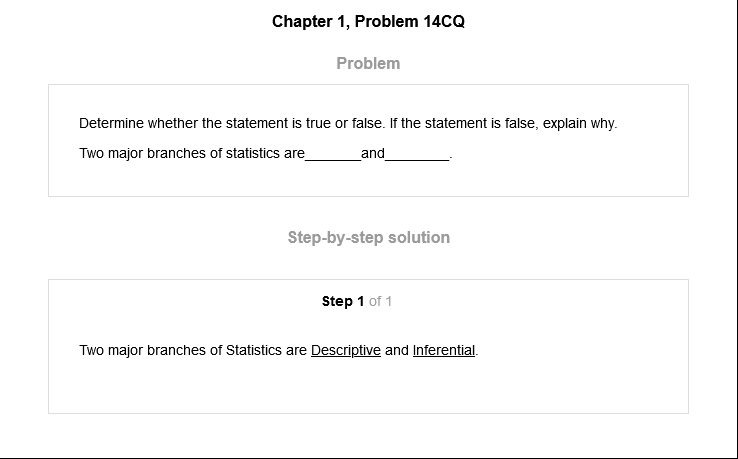 Chapter 1, Problem 14CQ
Problem
Determine whether the statement is true or false. If the statement is false, explain why.
Two major branches of statistics are_______and________.
Step-by-step solution
Step 1 of 1
Two major branches of Statistics are Descriptive and Inferential.